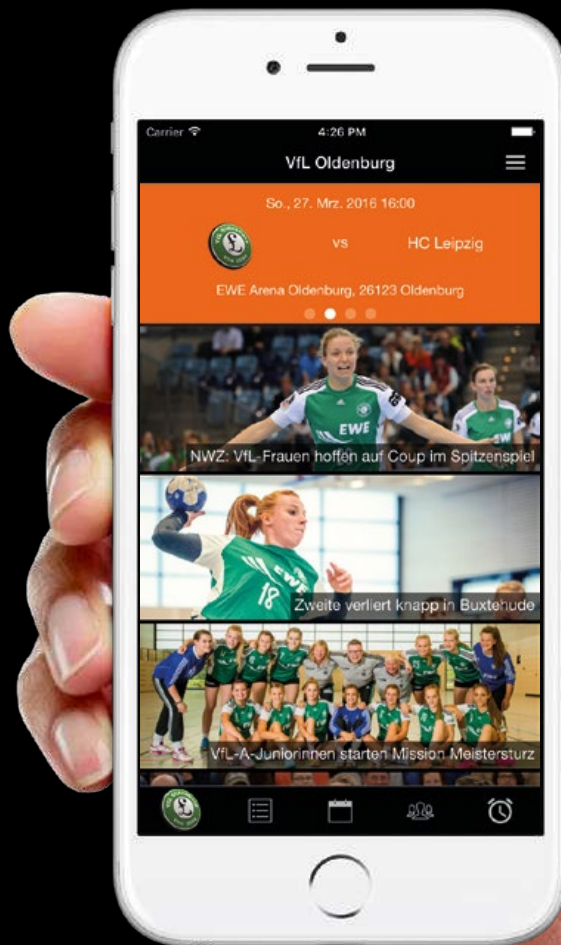 Carrier
4:26 PM
VfL Oldenburg
So., 27. Mrz. 2016 16:00
vs
HC Leipzig
EWE Arena Oldenburg, 26123 Oldenburg
EWE
NWZ: VfL-Frauen hoffen auf Coup im Spitzenspiel
EWE
18
Zweite verliert knapp in Buxtehude
VfL-A-Juniorinnen starten Mission Meistersturz